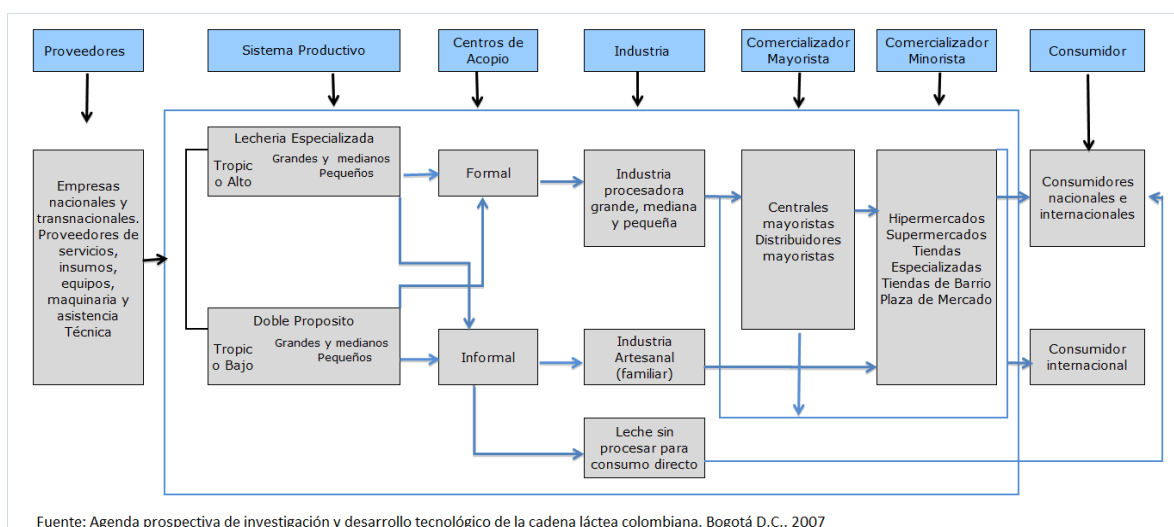 Proveedores
Sistema Productivo
Centros de
Acopio
Industria
Comercializador
Mayorista
Comercializador
Minorista
Consumidor
Empresas
nacionales y
transnacionales.
Proveedores de
servicios,
insumos,
equipos,
maquinaria y
asistencia
Técnica
Lecheria Especializada
Grandes y medianos
Pequeños
Tropic
o Alto
Doble Proposito
Grandes y medianos
Pequeños
Tropic
o Bajo
Formal
Informal
Industria
procesadora
grande, mediana
y pequeña
Industria
Artesanal
(familiar)
Leche sin
procesar para
consumo directo
Centrales
mayoristas
Distribuidores
mayoristas
Hipermercados
Supermercados
Tiendas
Especializadas
Tiendas de Barrio
Plaza de Mercado
Consumidores
nacionales e
internacionales
Consumidor
internacional
Fuente: Agenda prospectiva de investigación y desarrollo tecnológico de la cadena láctea colombiana. Bogotá D.C.. 2007